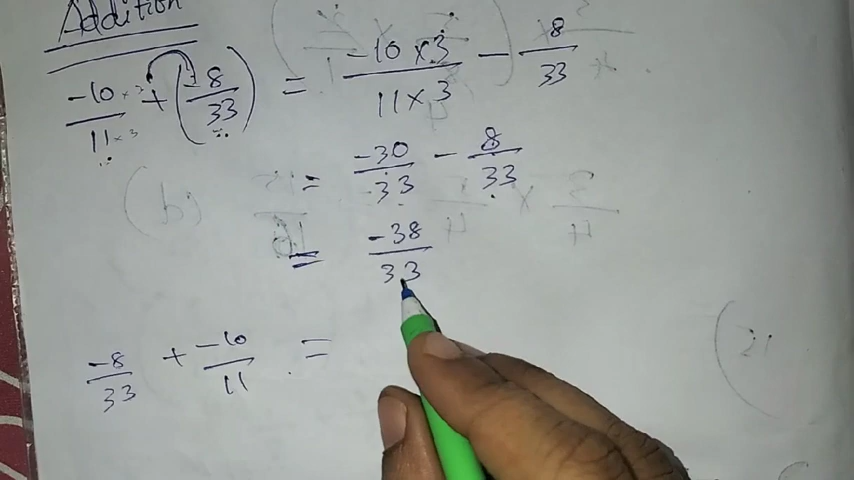 Addition
-10×3/11×3 + (-8/33) = -10×3/11×3 - 8/33
= -30/33 - 8/33
= -38/33
-8/33 + -10/11 =